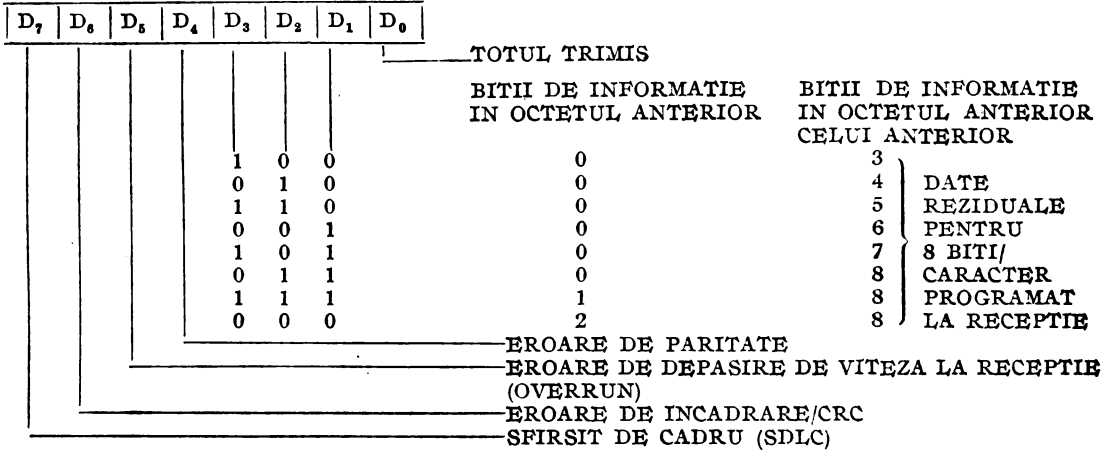 D₇ D₆ D₅ D₄ D₃ D₂ D₁ D₀
TOTUL TRIMIS
BITII DE INFORMATIE BITII DE INFORMATIE
IN OCTETUL ANTERIOR IN OCTETUL ANTERIOR
CELUI ANTERIOR
1 0 0 0 3
0 1 0 0 4 DATE
1 1 0 0 5 REZIDUALE
0 0 1 0 6 PENTRU
1 0 1 0 7 8 BITI/
0 1 1 0 8 CARACTER
1 1 1 1 8 PROGRAMAT
0 0 0 2 8 LA RECEPTIE
EROARE DE PARITATE
EROARE DE DEPASIRE DE VITEZA LA RECEPTIE
(OVERRUN)
EROARE DE INCADRARE/CRC
SFIRSIT DE CADRU (SDLC)